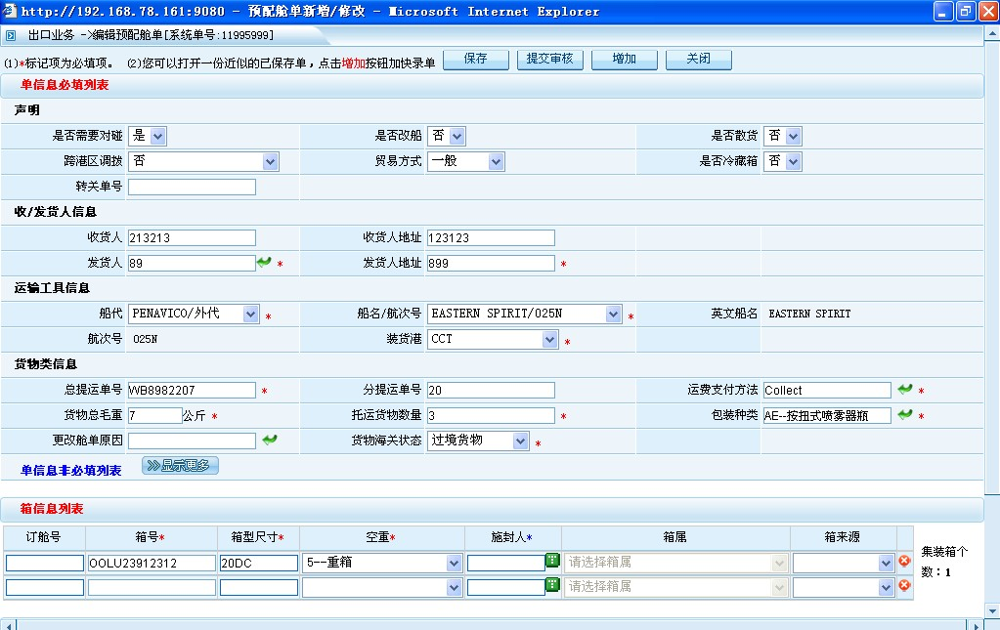 http://192.168.78.161:9080 - 预配舱单新增/修改 - Microsoft Internet Explorer
出口业务 ->编辑预配舱单[系统单号:11995999]
(1)*标记项为必填项。 (2)您可以打开一份近似的已保存单，点击增加按钮加快录单 保存 提交审核 增加 关闭
单信息必填列表
声明
是否需要对碰 是 是否改船 否 是否散货 否
跨港区调拨 否 贸易方式 一般 是否冷藏箱 否
转关单号
收/发货人信息
收货人 213213 收货人地址 123123
发货人 89 * 发货人地址 899 *
运输工具信息
船代 PENAVICO/外代 * 船名/航次号 EASTERN SPIRIT/025N * 英文船名 EASTERN SPIRIT
航次号 025N 装货港 CCT *
货物类信息
总提运单号 WB8982207 * 分提运单号 20 运费支付方法 Collect *
货物总毛重 7 公斤 * 托运货物数量 3 * 包装种类 AE--按扭式喷雾器瓶 *
更改舱单原因 货物海关状态 过境货物 *
单信息非必填列表 >>显示更多
箱信息列表
订舱号 箱号* 箱型尺寸* 空重* 施封人* 箱属 箱来源
OOLU23912312 20DC 5--重箱 请选择箱属
请选择箱属
集装箱个
数：1